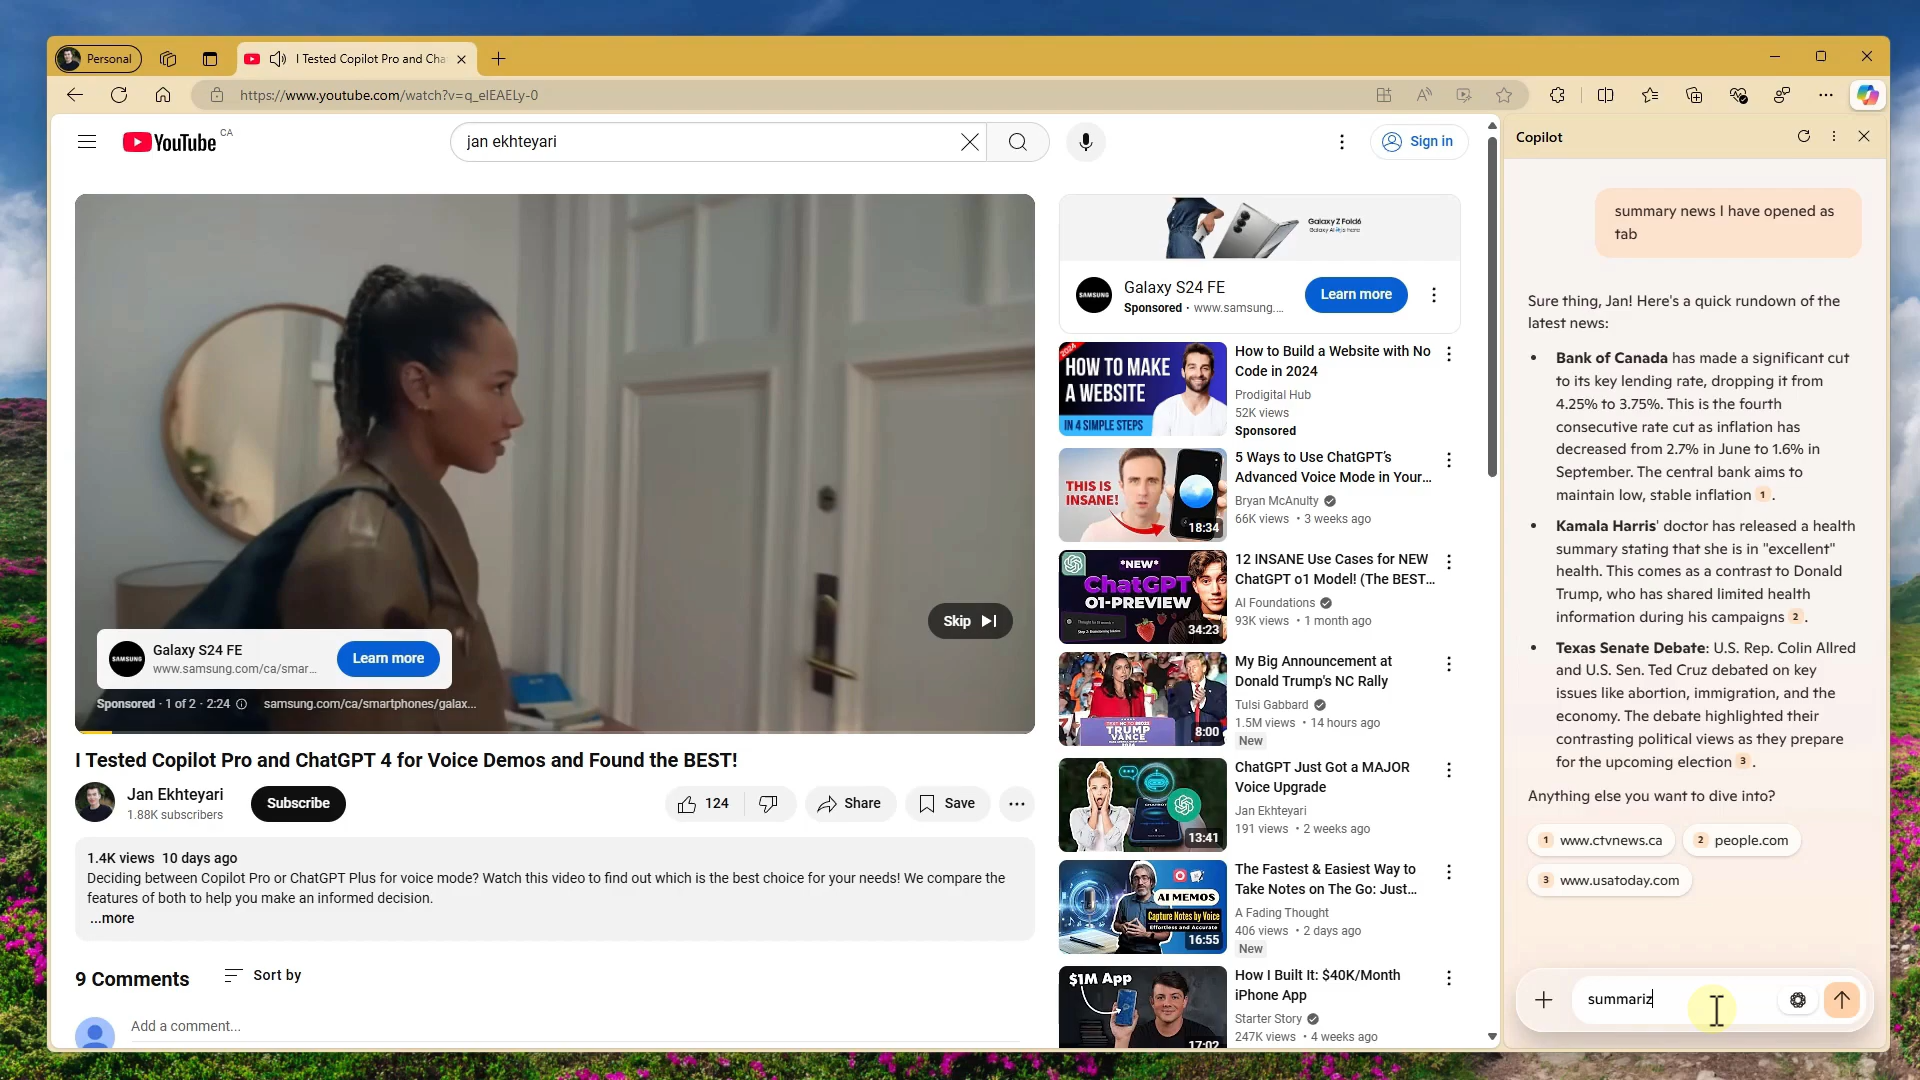 Personal
I Tested Copilot Pro and Cha
https://www.youtube.com/watch?v=q_elEAELy-0
YouTube CA
jan ekhteyari
Sign in
Skip
SAMSUNG
Galaxy S24 FE
www.samsung.com/ca/smar...
Learn more
Sponsored · 1 of 2 · 2:24
samsung.com/ca/smartphones/galax...
I Tested Copilot Pro and ChatGPT 4 for Voice Demos and Found the BEST!
Jan Ekhteyari
1.88K subscribers
Subscribe
124
Share
Save
1.4K views 10 days ago
Deciding between Copilot Pro or ChatGPT Plus for voice mode? Watch this video to find out which is the best choice for your needs! We compare the
features of both to help you make an informed decision.
...more
9 Comments
Sort by
Add a comment...
Galaxy Z Fold6
Galaxy AI is here
SAMSUNG
Galaxy S24 FE
Sponsored · www.samsung....
Learn more
2024
HOW TO MAKE
A WEBSITE
IN 4 SIMPLE STEPS
How to Build a Website with No
Code in 2024
Prodigital Hub
52K views
Sponsored
THIS IS
INSANE!
18:34
5 Ways to Use ChatGPT's
Advanced Voice Mode in Your...
Bryan McAnulty
66K views • 3 weeks ago
*NEW*
ChatGPT
O1-PREVIEW
34:23
12 INSANE Use Cases for NEW
ChatGPT o1 Model! (The BEST...
AI Foundations
93K views • 1 month ago
TRUMP
VANCE
8:00
My Big Announcement at
Donald Trump's NC Rally
Tulsi Gabbard
1.5M views • 14 hours ago
New
13:41
ChatGPT Just Got a MAJOR
Voice Upgrade
Jan Ekhteyari
191 views • 2 weeks ago
AI MEMOS
Capture Notes by Voice
Effortless and Accurate
16:55
The Fastest & Easiest Way to
Take Notes on The Go: Just...
A Fading Thought
406 views • 2 days ago
New
$1M App
17:02
How I Built It: $40K/Month
iPhone App
Starter Story
247K views • 4 weeks ago
Copilot
summary news I have opened as
tab
Sure thing, Jan! Here's a quick rundown of the
latest news:
• Bank of Canada has made a significant cut
to its key lending rate, dropping it from
4.25% to 3.75%. This is the fourth
consecutive rate cut as inflation has
decreased from 2.7% in June to 1.6% in
September. The central bank aims to
maintain low, stable inflation 1 .
• Kamala Harris' doctor has released a health
summary stating that she is in "excellent"
health. This comes as a contrast to Donald
Trump, who has shared limited health
information during his campaigns 2 .
• Texas Senate Debate: U.S. Rep. Colin Allred
and U.S. Sen. Ted Cruz debated on key
issues like abortion, immigration, and the
economy. The debate highlighted their
contrasting political views as they prepare
for the upcoming election 3 .
Anything else you want to dive into?
1 www.ctvnews.ca
2 people.com
3 www.usatoday.com
summariz